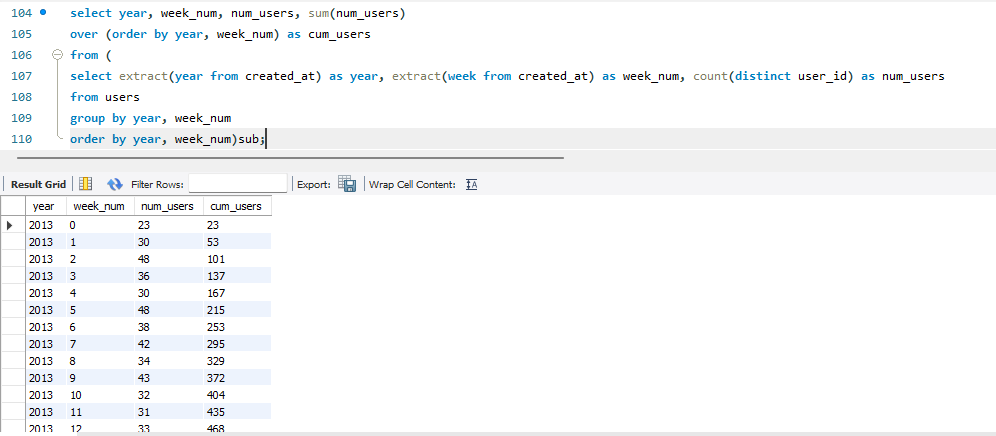 104 select year, week_num, num_users, sum(num_users)
105 over (order by year, week_num) as cum_users
106 from (
107 select extract(year from created_at) as year, extract(week from created_at) as week_num, count(distinct user_id) as num_users
108 from users
109 group by year, week_num
110 order by year, week_num)sub;
Result Grid Filter Rows: Export: Wrap Cell Content:
year week_num num_users cum_users
2013 0 23 23
2013 1 30 53
2013 2 48 101
2013 3 36 137
2013 4 30 167
2013 5 48 215
2013 6 38 253
2013 7 42 295
2013 8 34 329
2013 9 43 372
2013 10 32 404
2013 11 31 435
2013 12 33 468